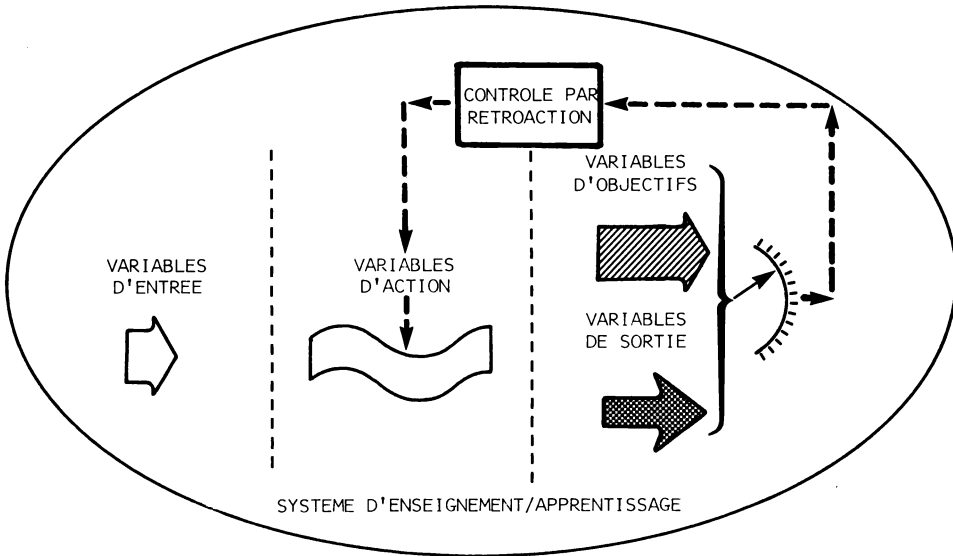 CONTROLE PAR
RETROACTION
VARIABLES
D'OBJECTIFS
VARIABLES
D'ENTREE
VARIABLES
D'ACTION
VARIABLES
DE SORTIE
SYSTEME D'ENSEIGNEMENT/APPRENTISSAGE